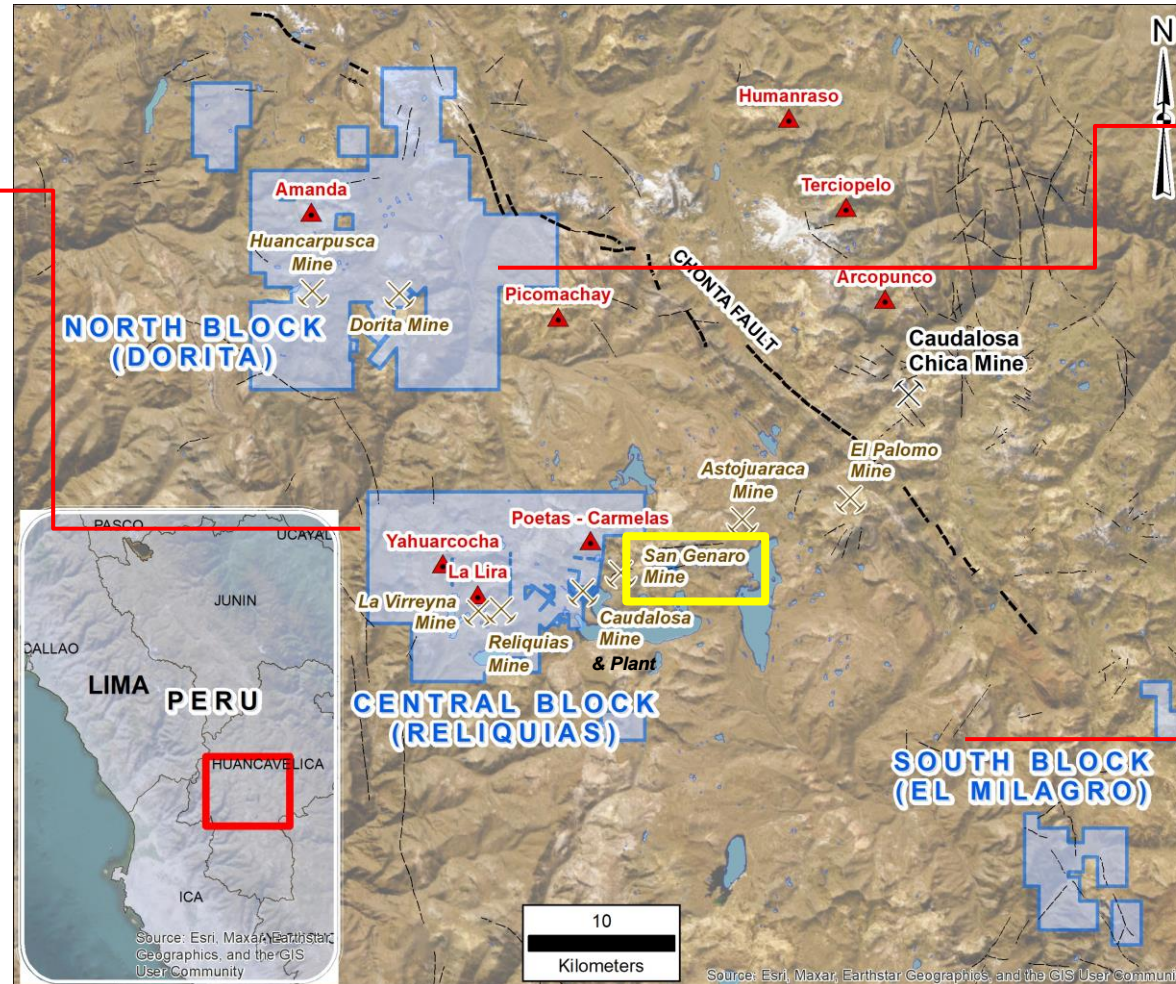 N
Humanraso
Terciopelo
Amanda
Huancarpusca
Mine
Arcopunco
CHONTA FAULT
Picomachay
Dorita Mine
NORTH BLOCK
(DORITA)
Caudalosa
Chica Mine
El Palomo
Mine
Astojuaraca
Mine
Poetas - Carmelas
Yahuarcocha
San Genaro
Mine
La Lira
La Virreyna
Mine
Reliquias
Mine
Caudalosa
Mine
& Plant
CENTRAL BLOCK
(RELIQUIAS)
SOUTH BLOCK
(EL MILAGRO)
PASCO
UCAYAL
JUNIN
CALLAO
LIMA
PERU
HUANCAVELICA
ICA
Source: Esri, Maxar, Earthstar
Geographics, and the GIS
User Community
10
Kilometers
Source: Esri, Maxar, Earthstar Geographics, and the GIS User Communit